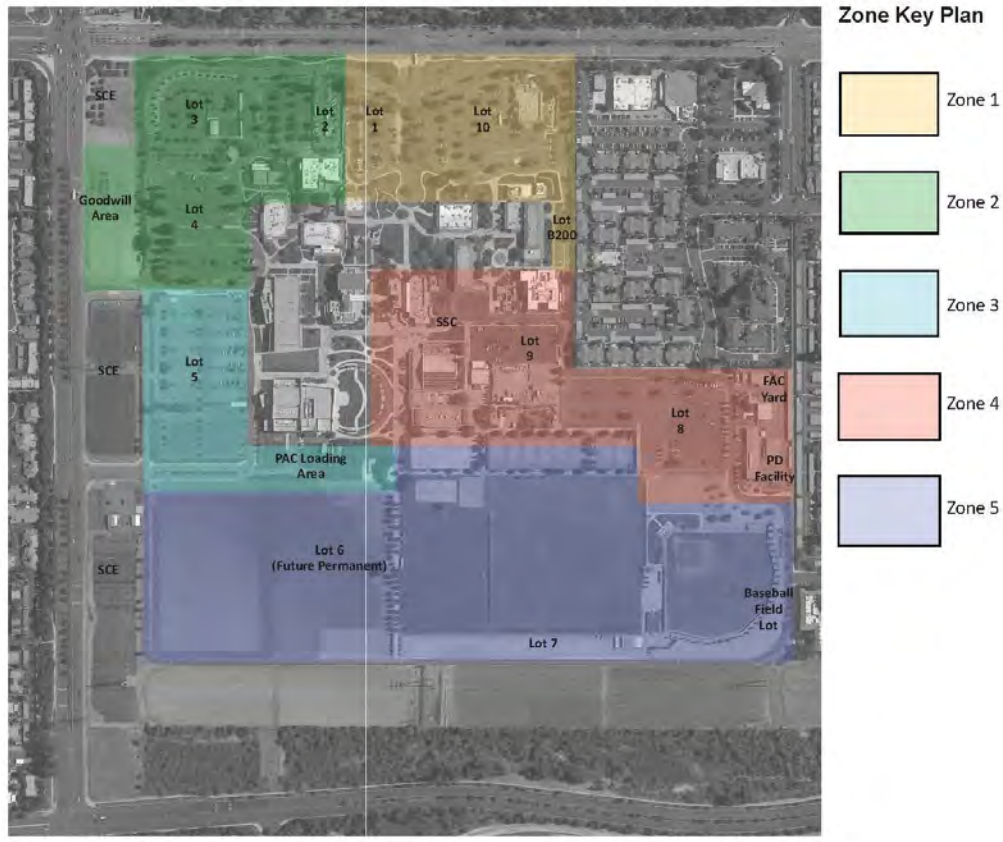 Zone Key Plan
Zone 1
Zone 2
Zone 3
Zone 4
Zone 5
SCE
Lot
3
Lot
2
Lot
1
Lot
10
Goodwill
Area
Lot
4
Lot
B200
SCE
Lot
5
SSC
Lot
9
FAC
Yard
Lot
8
PAC Loading
Area
PD
Facility
SCE
Lot 6
(Future Permanent)
Baseball
Field
Lot
Lot 7